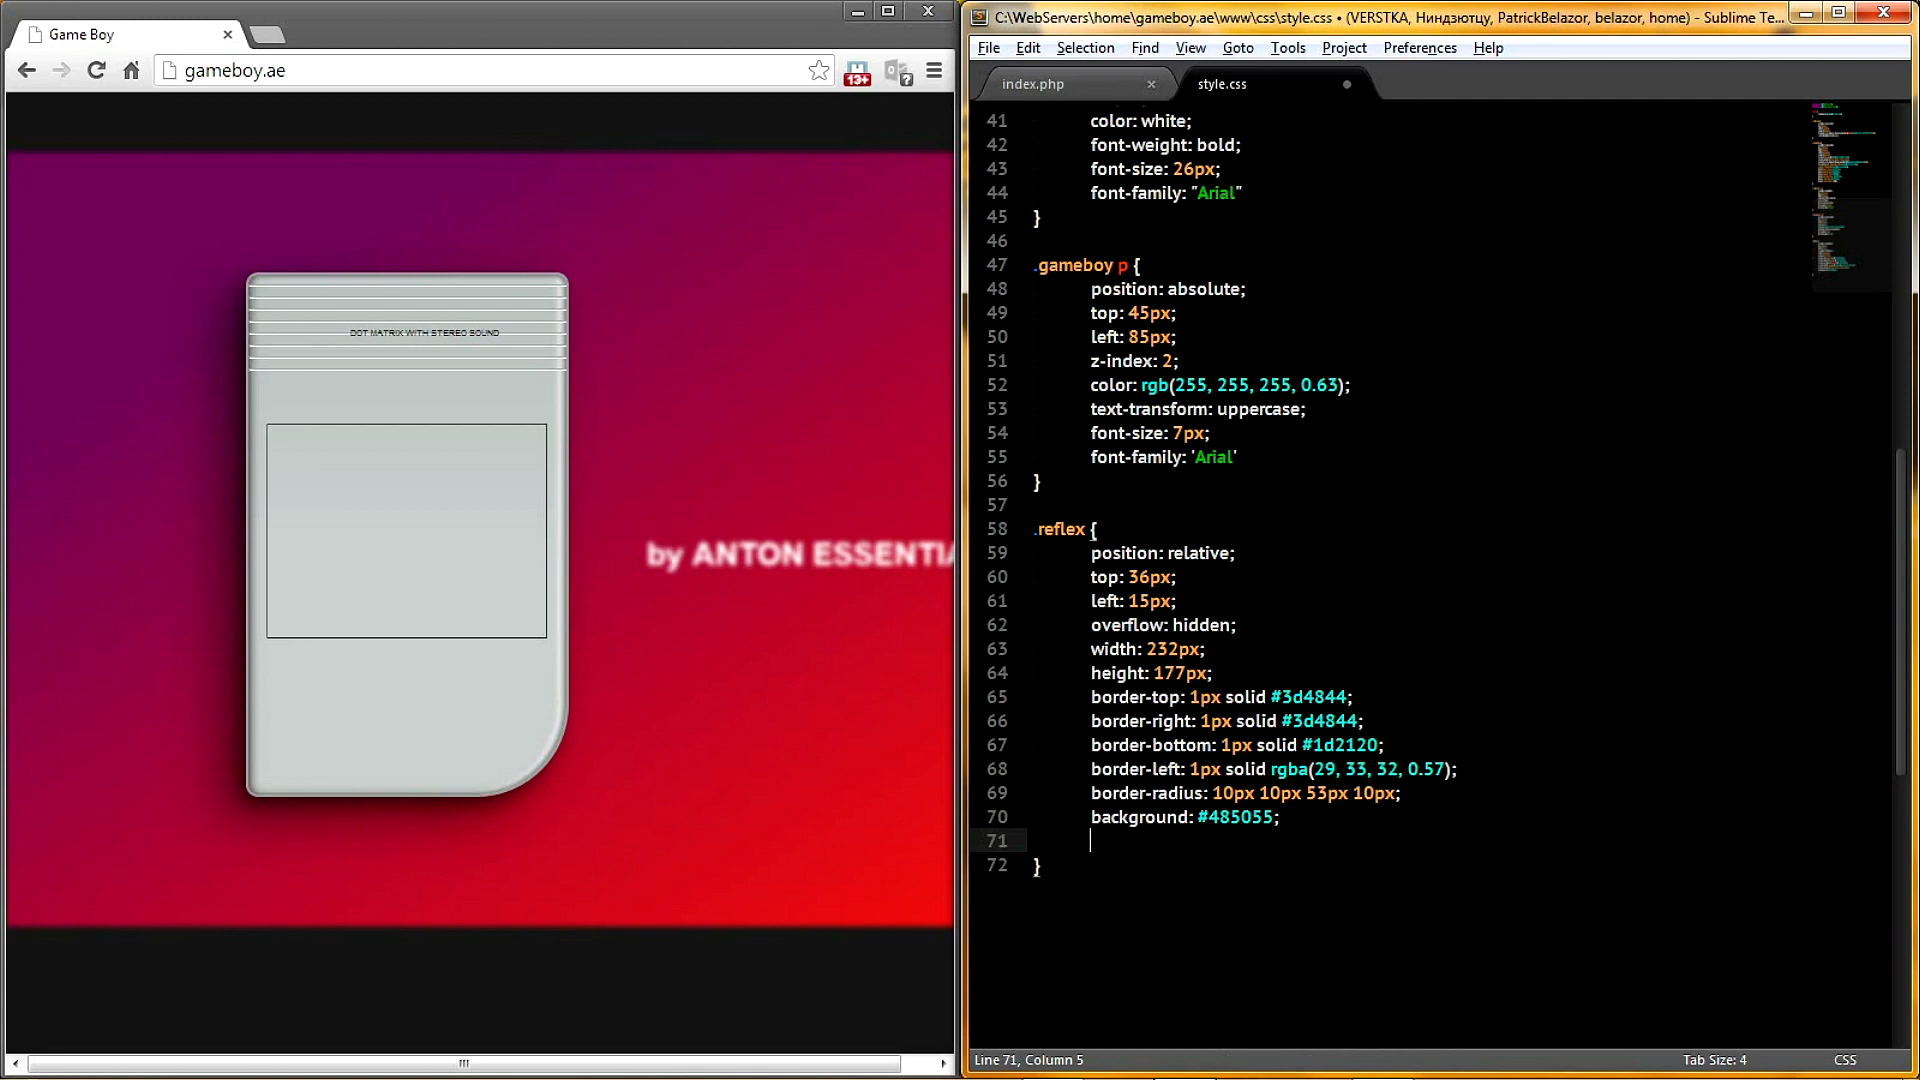 Game Boy
gameboy.ae
13+
DOT MATRIX WITH STEREO SOUND
by ANTON ESSENTIA
C:\WebServers\home\gameboy.ae\www\css\style.css • (VERSTKA, Ниндзютцу, PatrickBelazor, belazor, home) - Sublime Te...
File Edit Selection Find View Goto Tools Project Preferences Help
index.php
style.css
41 color: white;
42 font-weight: bold;
43 font-size: 26px;
44 font-family: "Arial"
45 }
46
47 .gameboy p {
48 position: absolute;
49 top: 45px;
50 left: 85px;
51 z-index: 2;
52 color: rgb(255, 255, 255, 0.63);
53 text-transform: uppercase;
54 font-size: 7px;
55 font-family: 'Arial'
56 }
57
58 .reflex {
59 position: relative;
60 top: 36px;
61 left: 15px;
62 overflow: hidden;
63 width: 232px;
64 height: 177px;
65 border-top: 1px solid #3d4844;
66 border-right: 1px solid #3d4844;
67 border-bottom: 1px solid #1d2120;
68 border-left: 1px solid rgba(29, 33, 32, 0.57);
69 border-radius: 10px 10px 53px 10px;
70 background: #485055;
71
72 }
Line 71, Column 5
Tab Size: 4
CSS